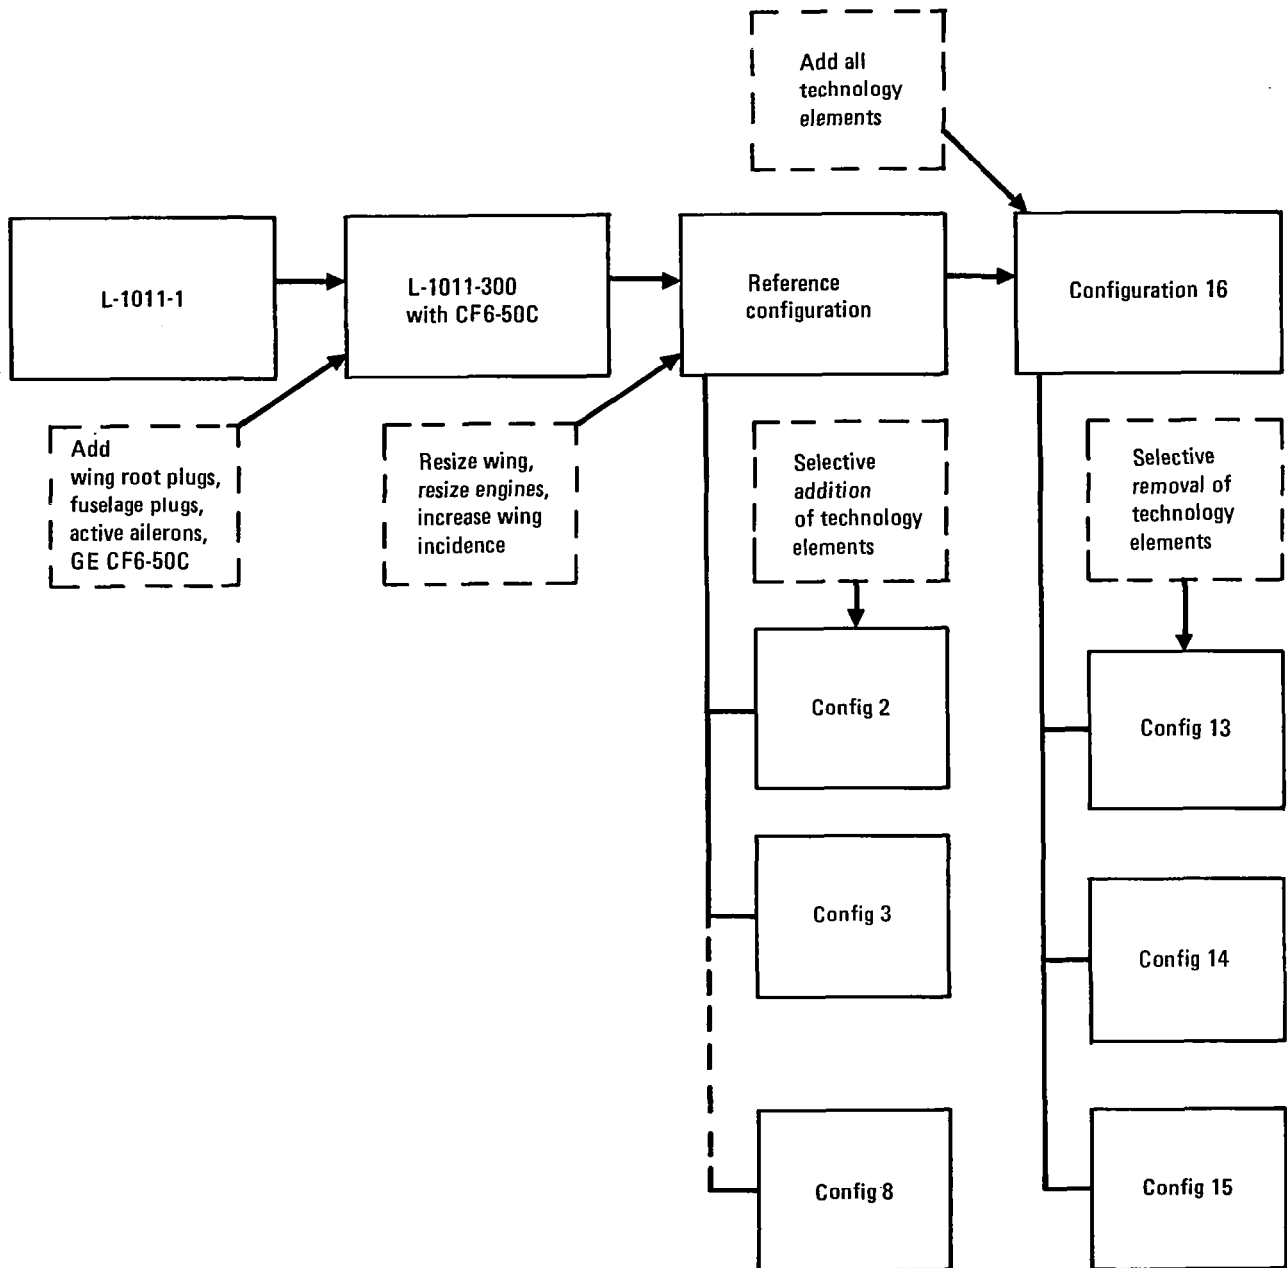 Add all
technology
elements
L-1011-1
L-1011-300
with CF6-50C
Reference
configuration
Configuration 16
Add
wing root plugs,
fuselage plugs,
active ailerons,
GE CF6-50C
Resize wing,
resize engines,
increase wing
incidence
Selective
addition
of technology
elements
Selective
removal of
technology
elements
Config 2
Config 13
Config 3
Config 14
Config 8
Config 15